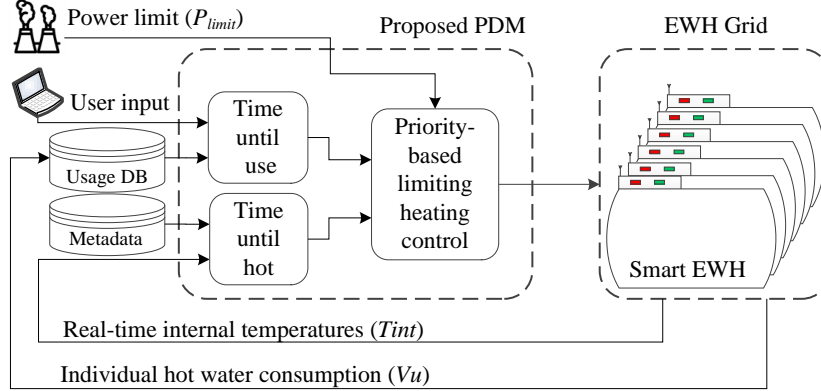 Power limit (P_limit)
Proposed PDM
EWH Grid
User input
Time
until
use
Priority-
based
limiting
heating
control
Usage DB
Metadata
Time
until
hot
Smart EWH
Real-time internal temperatures (Tint)
Individual hot water consumption (Vu)